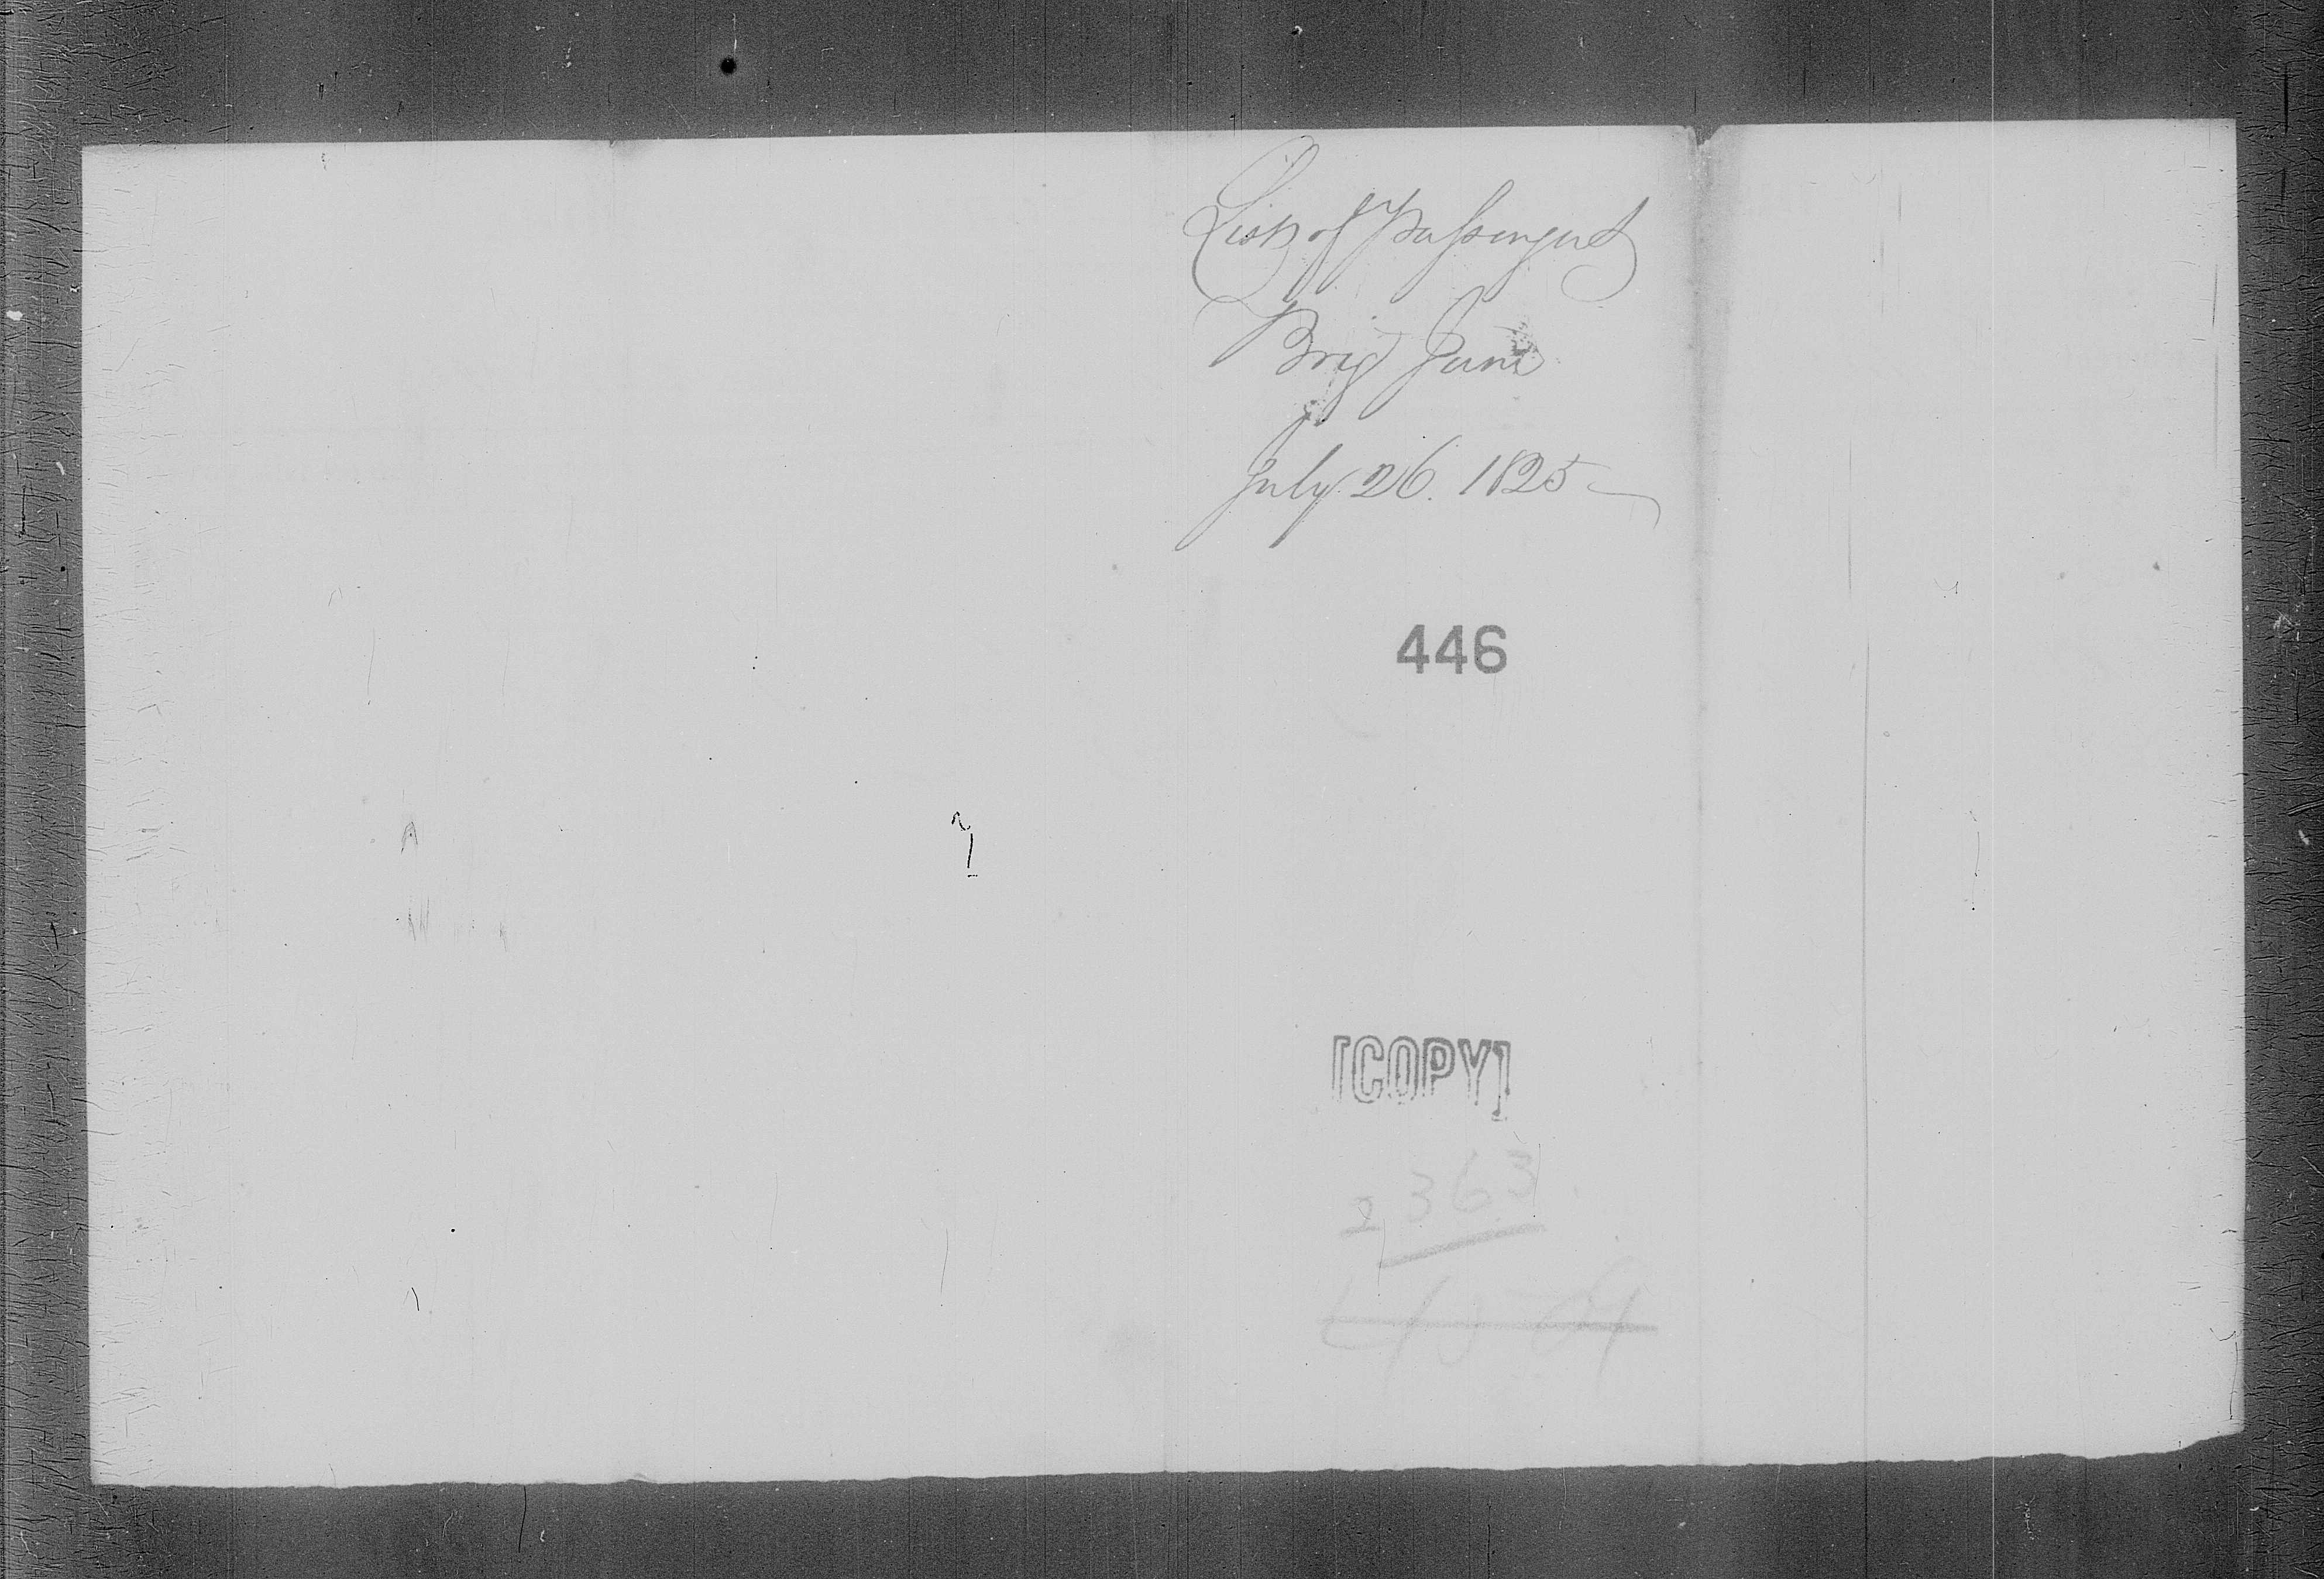 List of Passengers
Brig Jane
July 26. 1825
446
[COPY]
2363